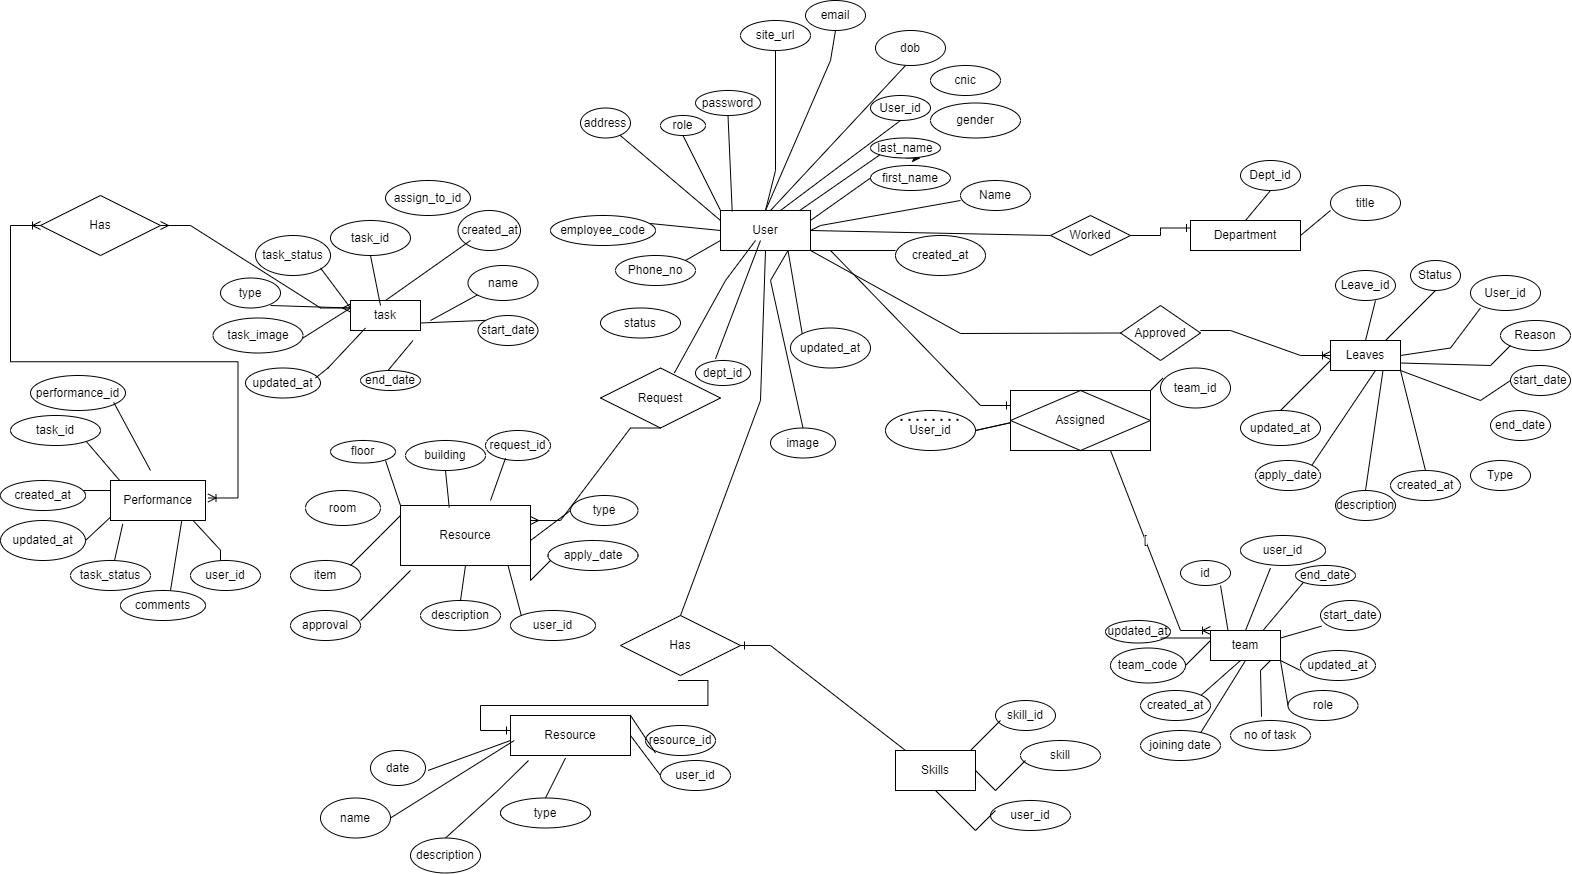 email
site_url
dob
cnic
password
User_id
gender
address
role
last_name
first_name
Dept_id
assign_to_id
Name
title
Has
task_id
created_at
employee_code
User
Worked
Department
task_status
created_at
Phone_no
Status
Leave_id
User_id
type
name
task
status
start_date
task_image
Approved
Reason
updated_at
Leaves
updated_at
end_date
dept_id
start_date
performance_id
Request
team_id
task_id
User_id
Assigned
updated_at
end_date
floor
building
request_id
image
created_at
Performance
apply_date
created_at
Type
room
type
description
Resource
updated_at
apply_date
user_id
task_status
user_id
item
id
end_date
comments
approval
description
user_id
start_date
updated_at
Has
team
team_code
updated_at
created_at
role
skill_id
Resource
resource_id
joining date
no of task
date
user_id
Skills
skill
name
type
user_id
description